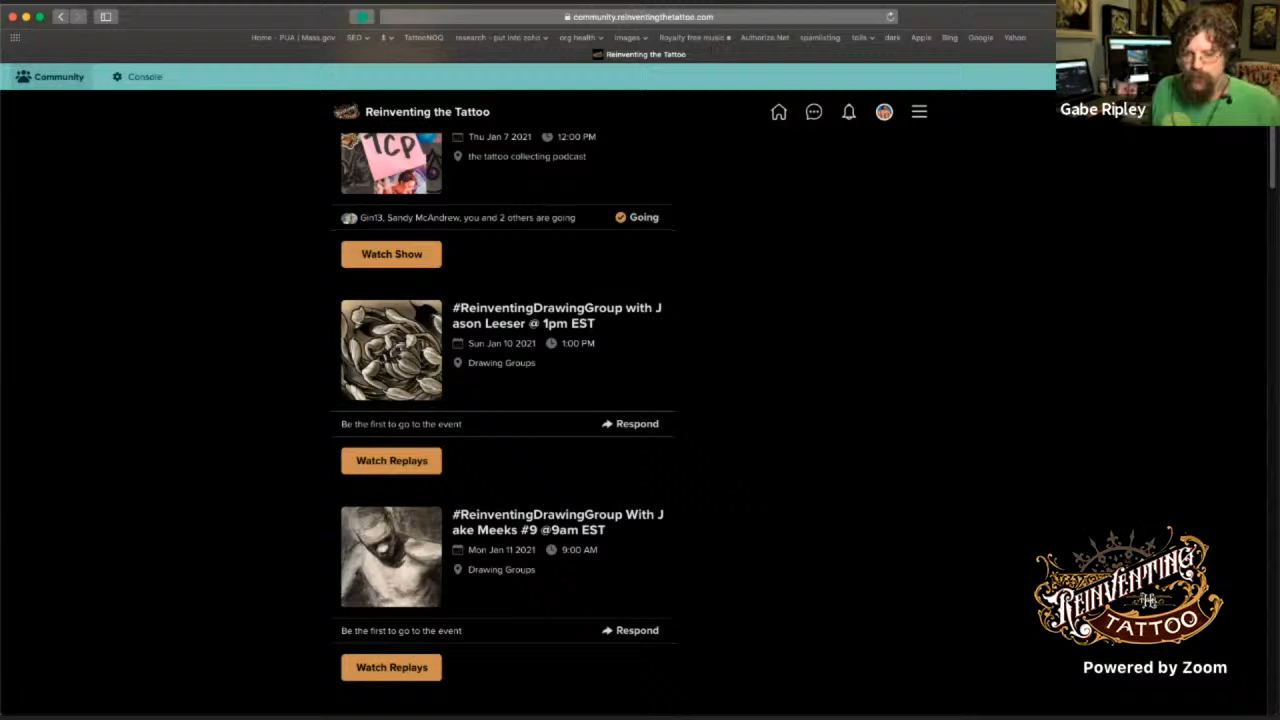 community.reinventingthetattoo.com
Home - PUA | Mass.gov SEO $ TattooNOW research - put into zoho org health Images Royalty free music Authorize.Net spamlisting tails dark Apple Bing Google Yahoo
Reinventing the Tattoo
Community Console
Gabe Ripley
Reinventing the Tattoo
TCP
Thu Jan 7 2021 12:00 PM
the tattoo collecting podcast
Gin13, Sandy McAndrew, you and 2 others are going Going
Watch Show
#ReinventingDrawingGroup with J
ason Leeser @ 1pm EST
Sun Jan 10 2021 1:00 PM
Drawing Groups
Be the first to go to the event Respond
Watch Replays
#ReinventingDrawingGroup With J
ake Meeks #9 @9am EST
Mon Jan 11 2021 9:00 AM
Drawing Groups
Be the first to go to the event Respond
Watch Replays
REINVENTING
THE
TATTOO
Powered by Zoom